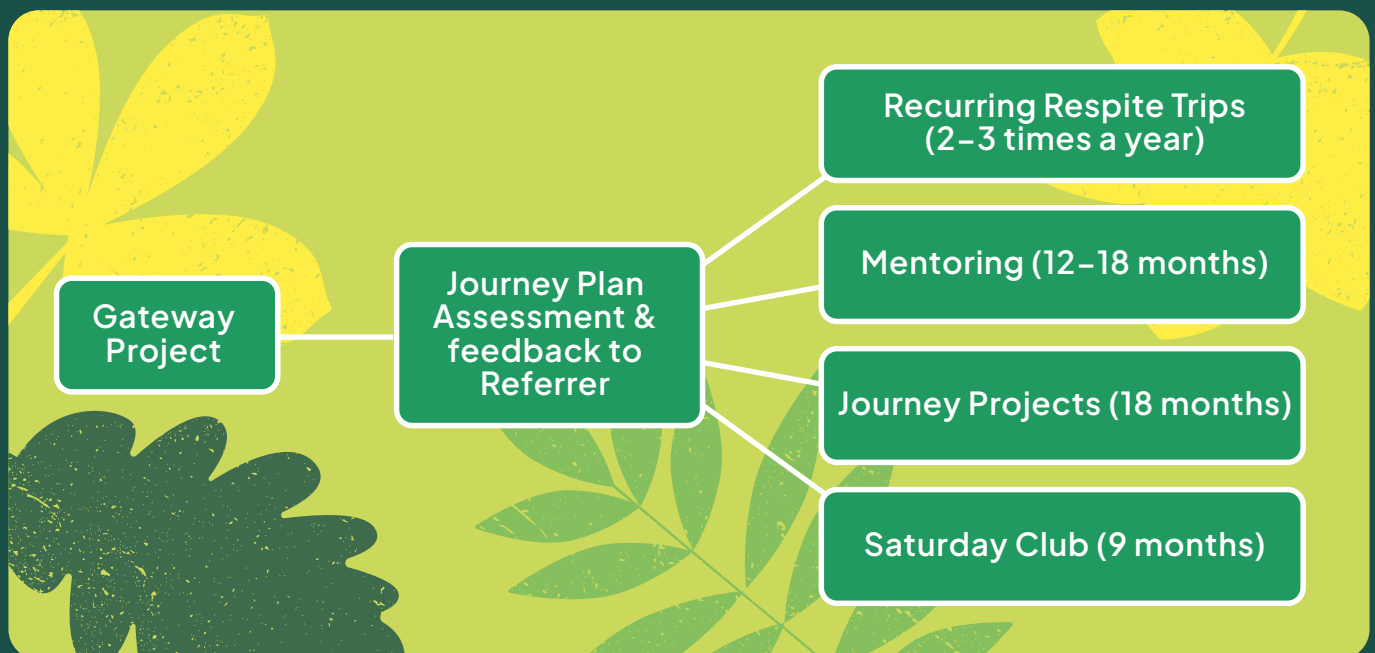 Gateway
Project
Journey Plan
Assessment &
feedback to
Referrer
Recurring Respite Trips
(2–3 times a year)
Mentoring (12–18 months)
Journey Projects (18 months)
Saturday Club (9 months)